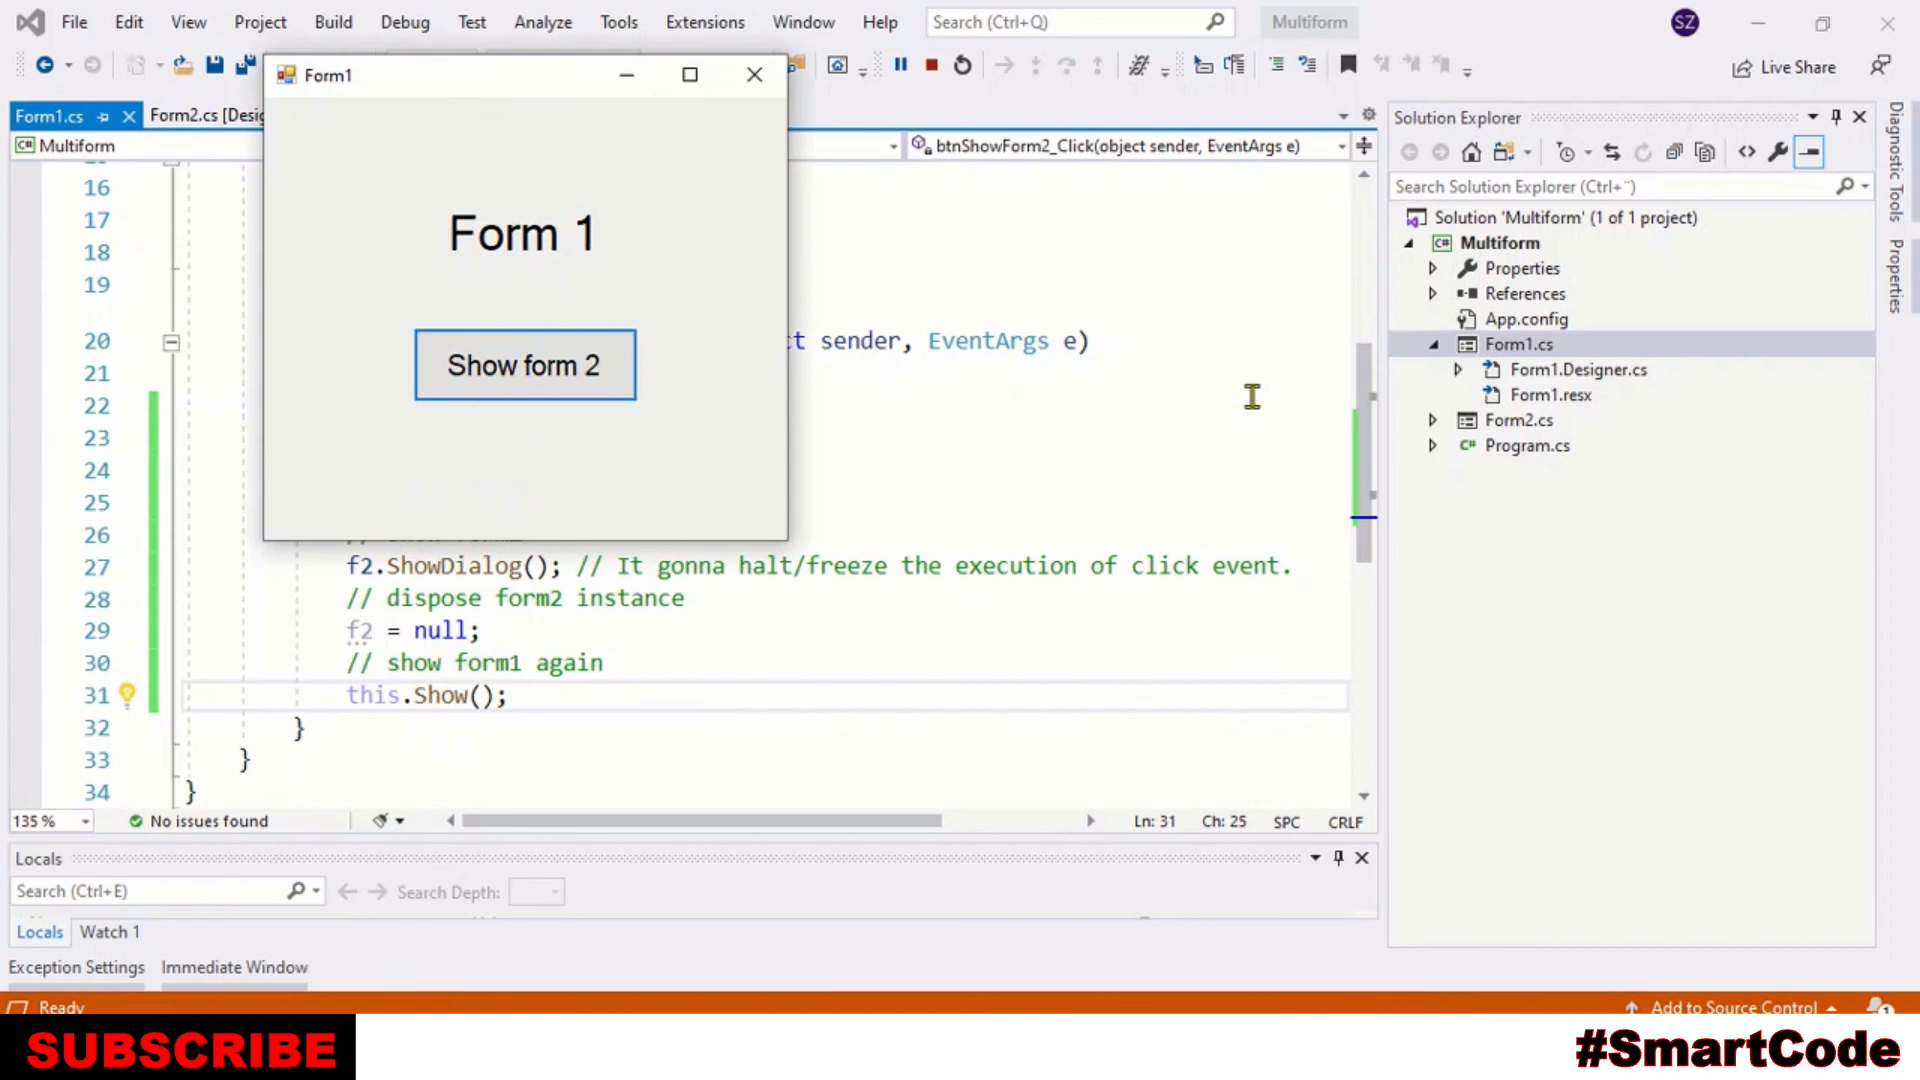 File Edit View Project Build Debug Test Analyze Tools Extensions Window Help Search (Ctrl+Q) Multiform SZ
Live Share
Form1
Form1.cs Form2.cs [Desig
Multiform btnShowForm2_Click(object sender, EventArgs e)
Form 1
Show form 2
16
17
18
19
20 ct sender, EventArgs e)
21
22
23
24
25
26
27 f2.ShowDialog(); // It gonna halt/freeze the execution of click event.
28 // dispose form2 instance
29 f2 = null;
30 // show form1 again
31 this.Show();
32 }
33 }
34 }
135 % No issues found Ln: 31 Ch: 25 SPC CRLF
Locals
Search (Ctrl+E) Search Depth:
Locals Watch 1
Exception Settings Immediate Window
Ready Add to Source Control 1
Solution Explorer
Search Solution Explorer (Ctrl+¨)
Solution 'Multiform' (1 of 1 project)
C# Multiform
Properties
References
App.config
Form1.cs
Form1.Designer.cs
Form1.resx
Form2.cs
C# Program.cs
Diagnostic Tools
Properties
SUBSCRIBE
#SmartCode